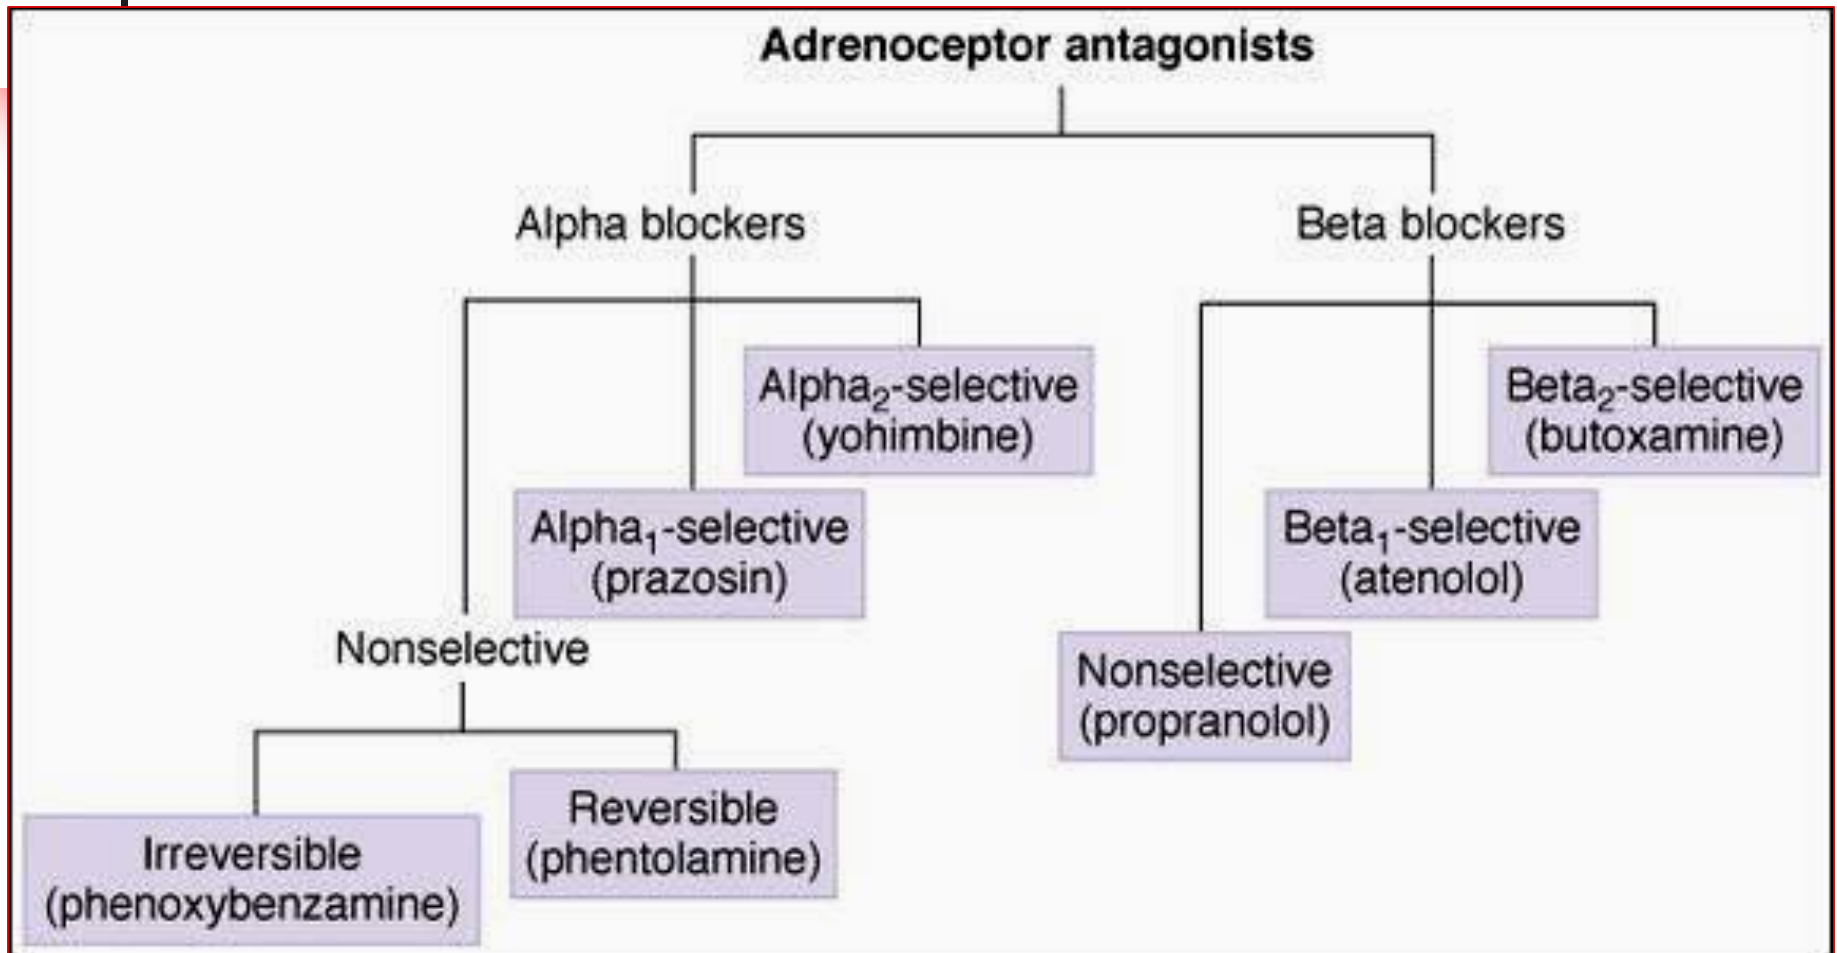 Adrenoceptor antagonists
Alpha blockers
Beta blockers
Alpha₂-selective
(yohimbine)
Beta₂-selective
(butoxamine)
Alpha₁-selective
(prazosin)
Beta₁-selective
(atenolol)
Nonselective
Nonselective
(propranolol)
Reversible
(phentolamine)
Irreversible
(phenoxybenzamine)